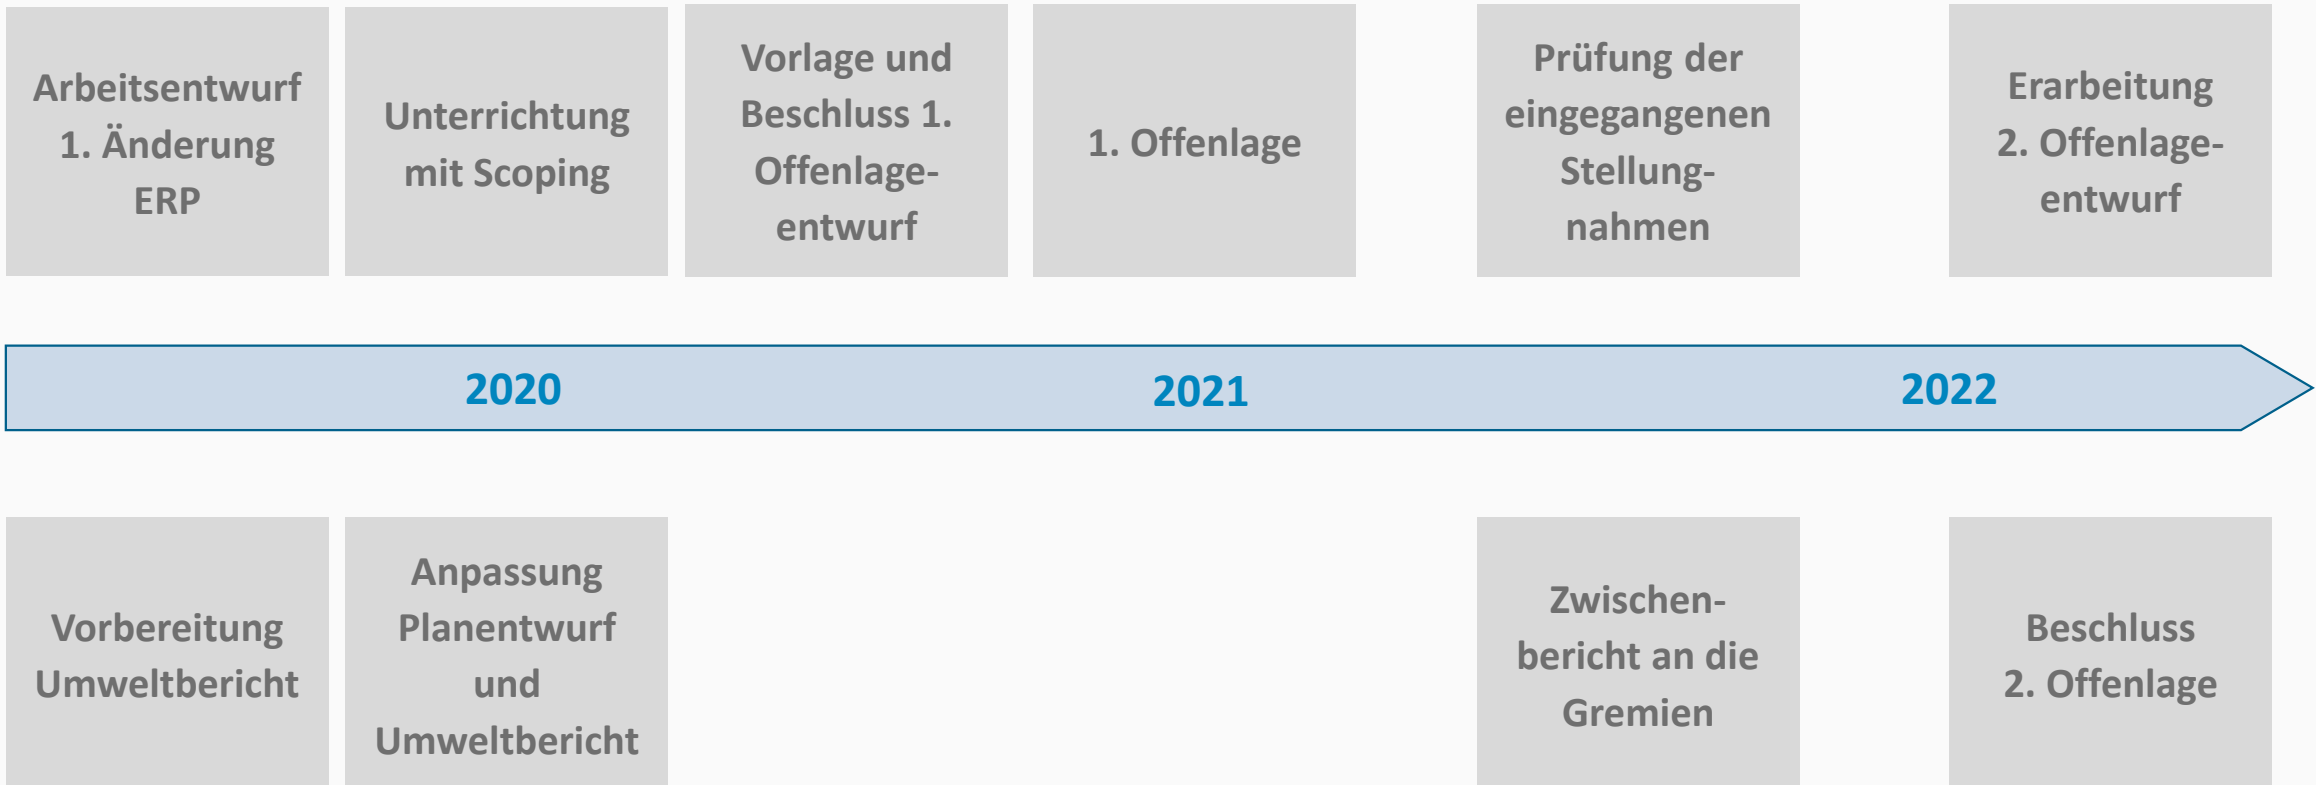 Arbeitsentwurf
1. Änderung
ERP
Unterrichtung
mit Scoping
Vorlage und
Beschluss 1.
Offenlage-
entwurf
1. Offenlage
Prüfung der
eingegangenen
Stellung-
nahmen
Erarbeitung
2. Offenlage-
entwurf
2020
2021
2022
Vorbereitung
Umweltbericht
Anpassung
Planentwurf
und
Umweltbericht
Zwischen-
bericht an die
Gremien
Beschluss
2. Offenlage